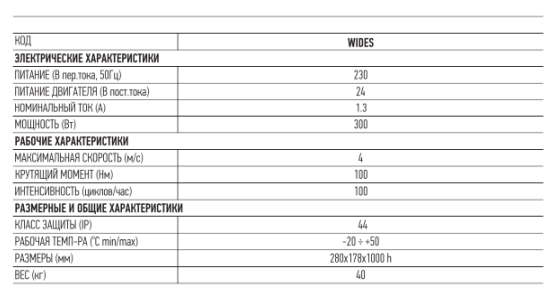 КОД WIDES
ЭЛЕКТРИЧЕСКИЕ ХАРАКТЕРИСТИКИ
ПИТАНИЕ (В пер.тока, 50Гц) 230
ПИТАНИЕ ДВИГАТЕЛЯ (В пост.тока) 24
НОМИНАЛЬНЫЙ ТОК (А) 1.3
МОЩНОСТЬ (Вт) 300
РАБОЧИЕ ХАРАКТЕРИСТИКИ
МАКСИМАЛЬНАЯ СКОРОСТЬ (м/с) 4
КРУТЯЩИЙ МОМЕНТ (Нм) 100
ИНТЕНСИВНОСТЬ (циклов/час) 100
РАЗМЕРНЫЕ И ОБЩИЕ ХАРАКТЕРИСТИКИ
КЛАСС ЗАЩИТЫ (IP) 44
РАБОЧАЯ ТЕМП-РА (°C min/max) -20 ÷ +50
РАЗМЕРЫ (мм) 280x178x1000 h
ВЕС (кг) 40